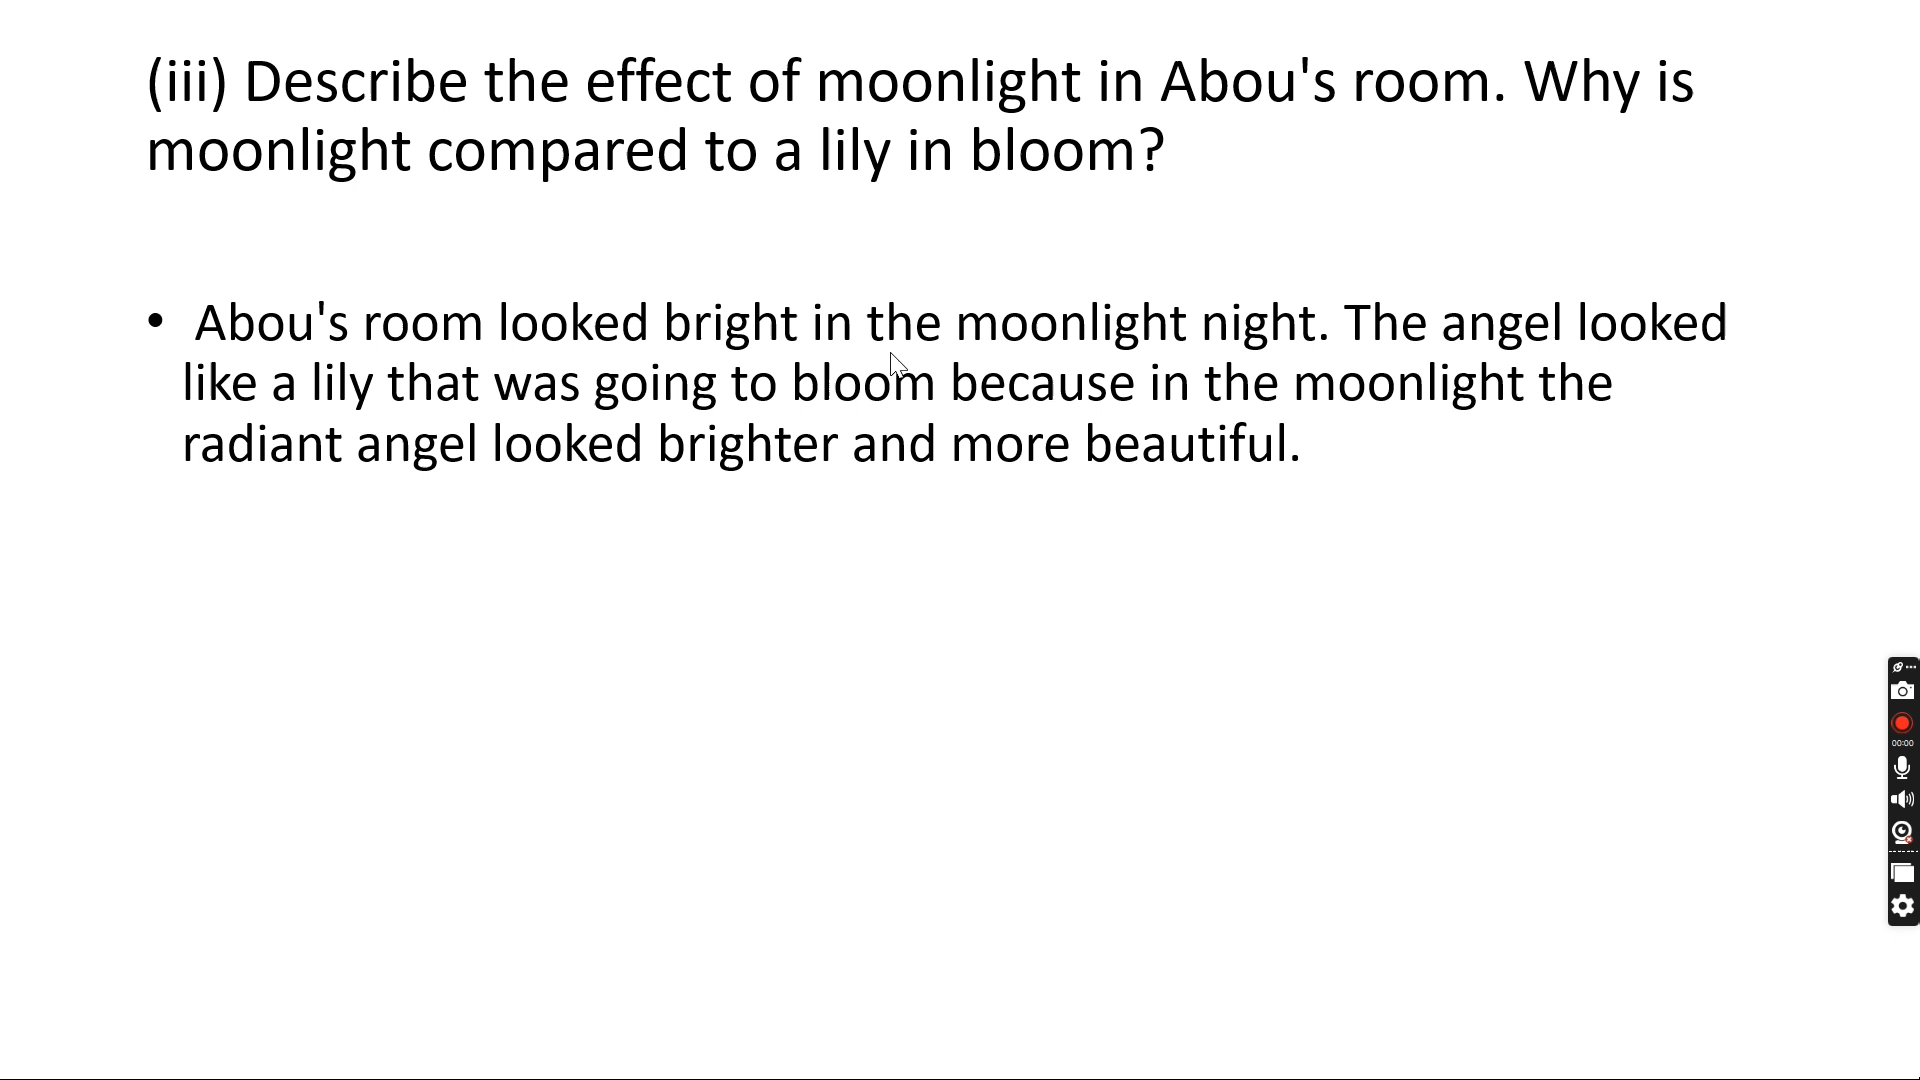 (iii) Describe the effect of moonlight in Abou's room. Why is
moonlight compared to a lily in bloom?
• Abou's room looked bright in the moonlight night. The angel looked
like a lily that was going to bloom because in the moonlight the
radiant angel looked brighter and more beautiful.
00:00